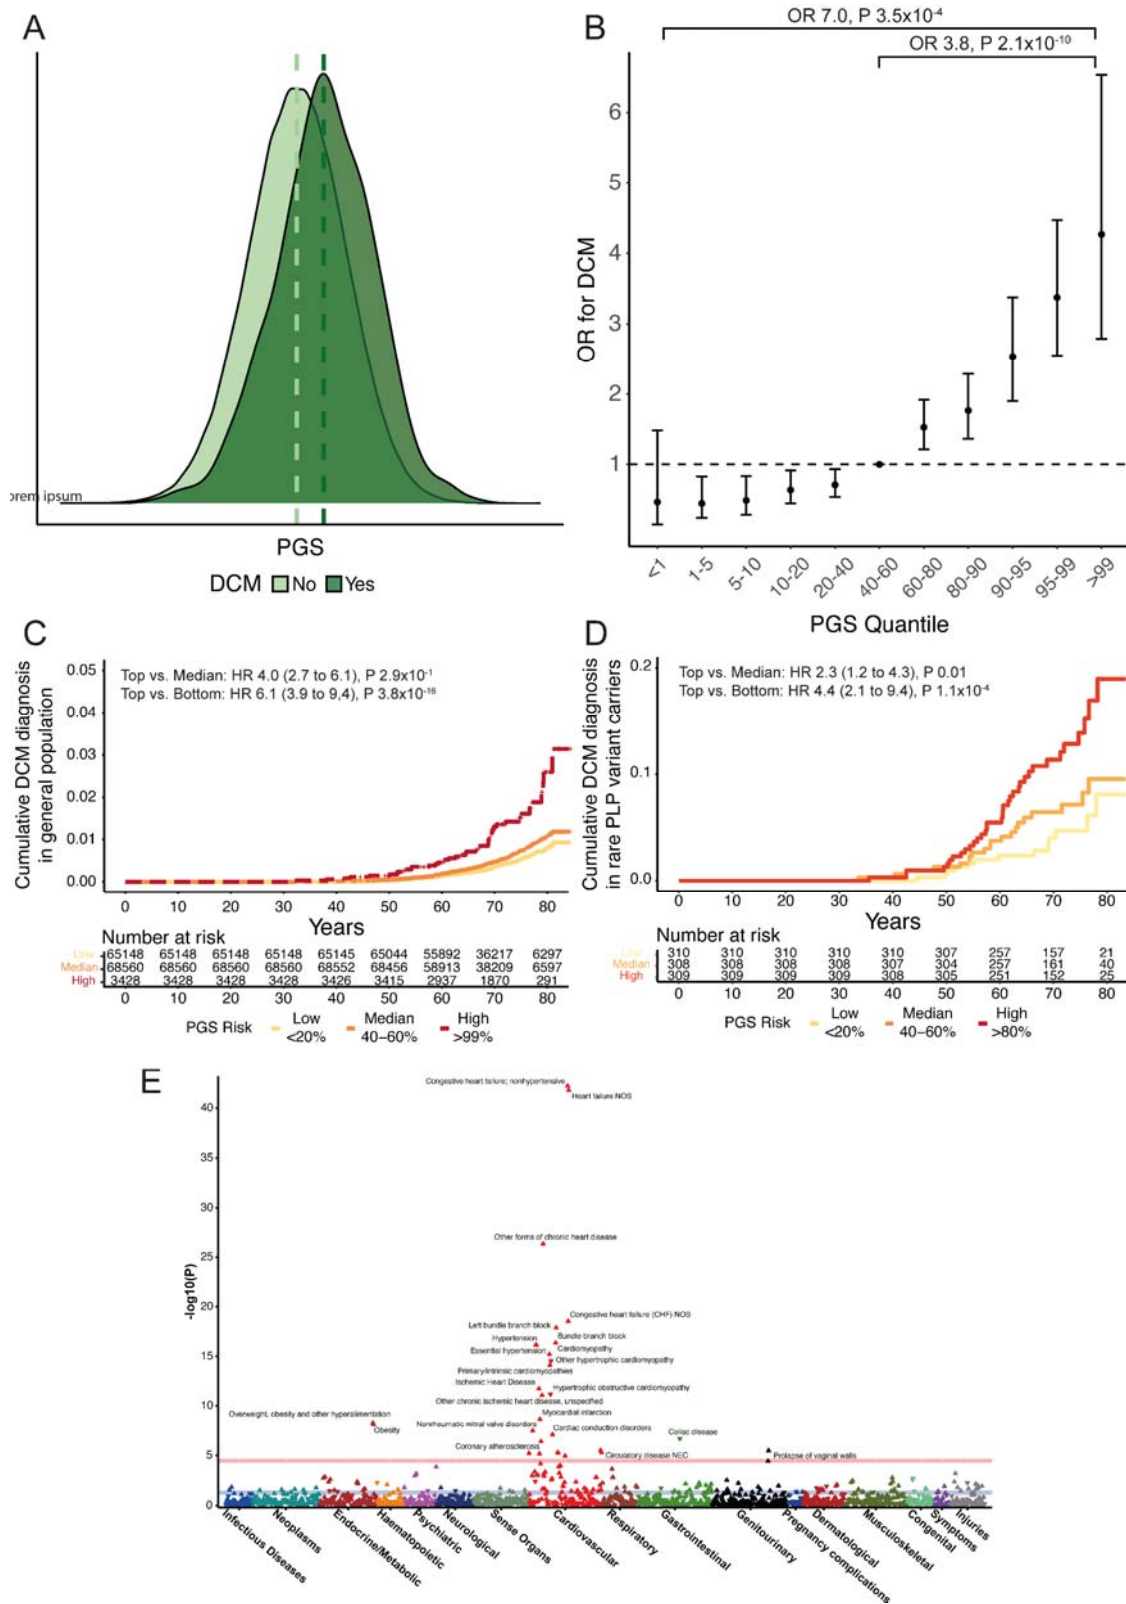 A
orem ipsum
PGS
DCM No Yes
B
OR 7.0, P 3.5x10⁻⁴
OR 3.8, P 2.1x10⁻¹⁰
OR for DCM
6
5
4
3
2
1
<1 1-5 5-10 10-20 20-40 40-60 60-80 80-90 90-95 95-99 >99
PGS Quantile
C
Top vs. Median: HR 4.0 (2.7 to 6.1), P 2.9x10⁻¹
Top vs. Bottom: HR 6.1 (3.9 to 9,4), P 3.8x10⁻¹⁶
Cumulative DCM diagnosis
in general population
0.05
0.04
0.03
0.02
0.01
0.00
0 10 20 30 40 50 60 70 80
Years
Number at risk
Low 65148 65148 65148 65148 65145 65044 55892 36217 6297
Median 68560 68560 68560 68560 68552 68456 58913 38209 6597
High 3428 3428 3428 3428 3426 3415 2937 1870 291
0 10 20 30 40 50 60 70 80
PGS Risk Low Median High
<20% 40–60% >99%
D
Top vs. Median: HR 2.3 (1.2 to 4.3), P 0.01
Top vs. Bottom: HR 4.4 (2.1 to 9.4), P 1.1x10⁻⁴
Cumulative DCM diagnosis
in rare PLP variant carriers
0.2
0.1
0.0
0 10 20 30 40 50 60 70 80
Years
Number at risk
Low 310 310 310 310 310 307 257 157 21
Median 308 308 308 308 307 304 257 161 40
High 309 309 309 309 308 305 251 152 25
0 10 20 30 40 50 60 70 80
PGS Risk Low Median High
<20% 40–60% >80%
E
-log10(P)
40
35
30
25
20
15
10
5
0
Congestive heart failure; nonhypertensive
Heart failure NOS
Other forms of chronic heart disease
Congestive heart failure (CHF) NOS
Left bundle branch block
Bundle branch block
Hypertension
Cardiomyopathy
Essential hypertension
Other hypertrophic cardiomyopathy
Primary/intrinsic cardiomyopathies
Ischemic Heart Disease
Hypertrophic obstructive cardiomyopathy
Other chronic ischemic heart disease, unspecified
Myocardial infarction
Overweight, obesity and other hyperalimentation
Obesity
Nonrheumatic mitral valve disorders
Cardiac conduction disorders
Celiac disease
Coronary atherosclerosis
Circulatory disease NEC
Prolapse of vaginal walls
Infectious Diseases
Neoplasms
Endocrine/Metabolic
Haematopoietic
Psychiatric
Neurological
Sense Organs
Cardiovascular
Respiratory
Gastrointestinal
Genitourinary
Pregnancy complications
Dermatological
Musculoskeletal
Congenital
Symptoms
Injuries